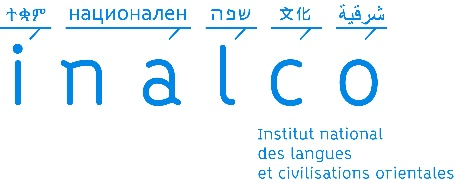 ተቋም национален שפה 文化 شرقية
inalco
Institut national
des langues
et civilisations orientales